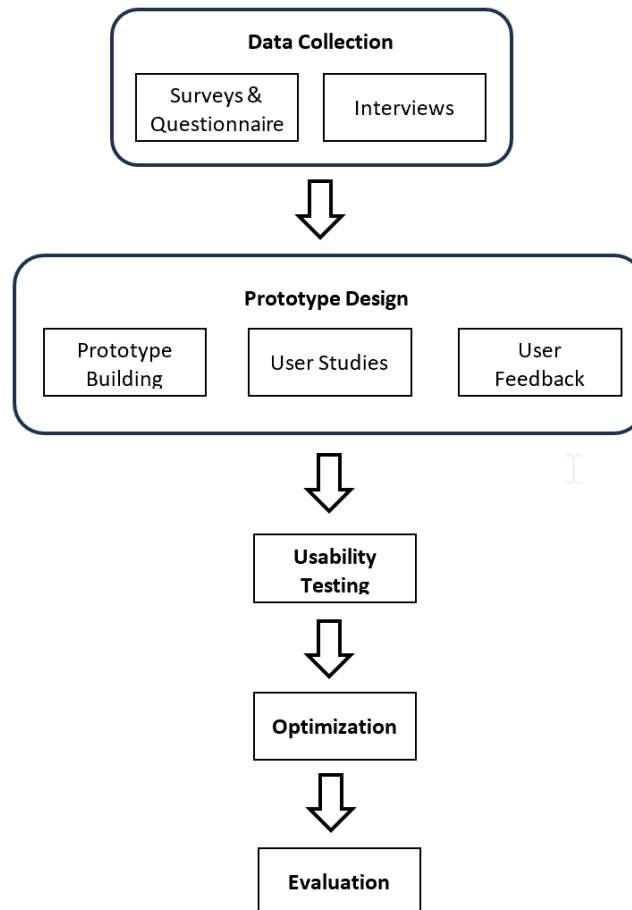 Data Collection
Surveys &
Questionnaire
Interviews
Prototype Design
Prototype
Building
User Studies
User
Feedback
Usability
Testing
Optimization
Evaluation